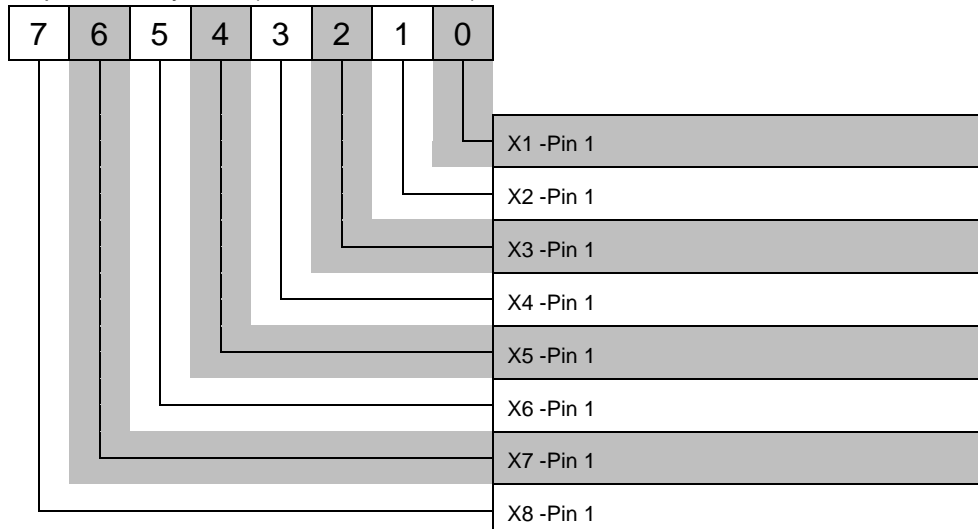 7 6 5 4 3 2 1 0
X1 -Pin 1
X2 -Pin 1
X3 -Pin 1
X4 -Pin 1
X5 -Pin 1
X6 -Pin 1
X7 -Pin 1
X8 -Pin 1